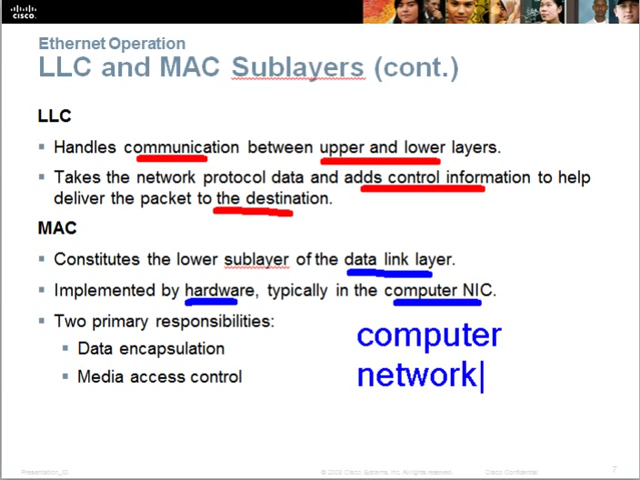 CISCO
Ethernet Operation
LLC and MAC Sublayers (cont.)
LLC
Handles communication between upper and lower layers.
Takes the network protocol data and adds control information to help
deliver the packet to the destination.
MAC
Constitutes the lower sublayer of the data link layer.
Implemented by hardware, typically in the computer NIC.
Two primary responsibilities:
Data encapsulation
Media access control
computer
network
Presentation_ID
© 2008 Cisco Systems, Inc. All rights reserved.
Cisco Confidential
7